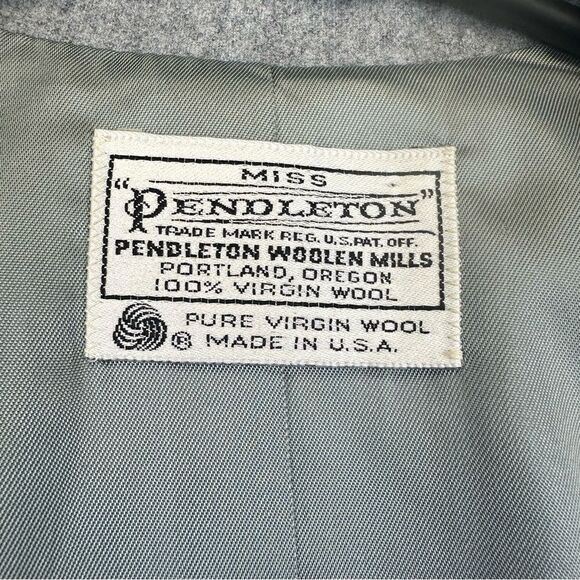 MISS
"PENDLETON"
TRADE MARK REG. U.S. PAT. OFF.
PENDLETON WOOLEN MILLS
PORTLAND, OREGON
100% VIRGIN WOOL
PURE VIRGIN WOOL
® MADE IN U.S.A.